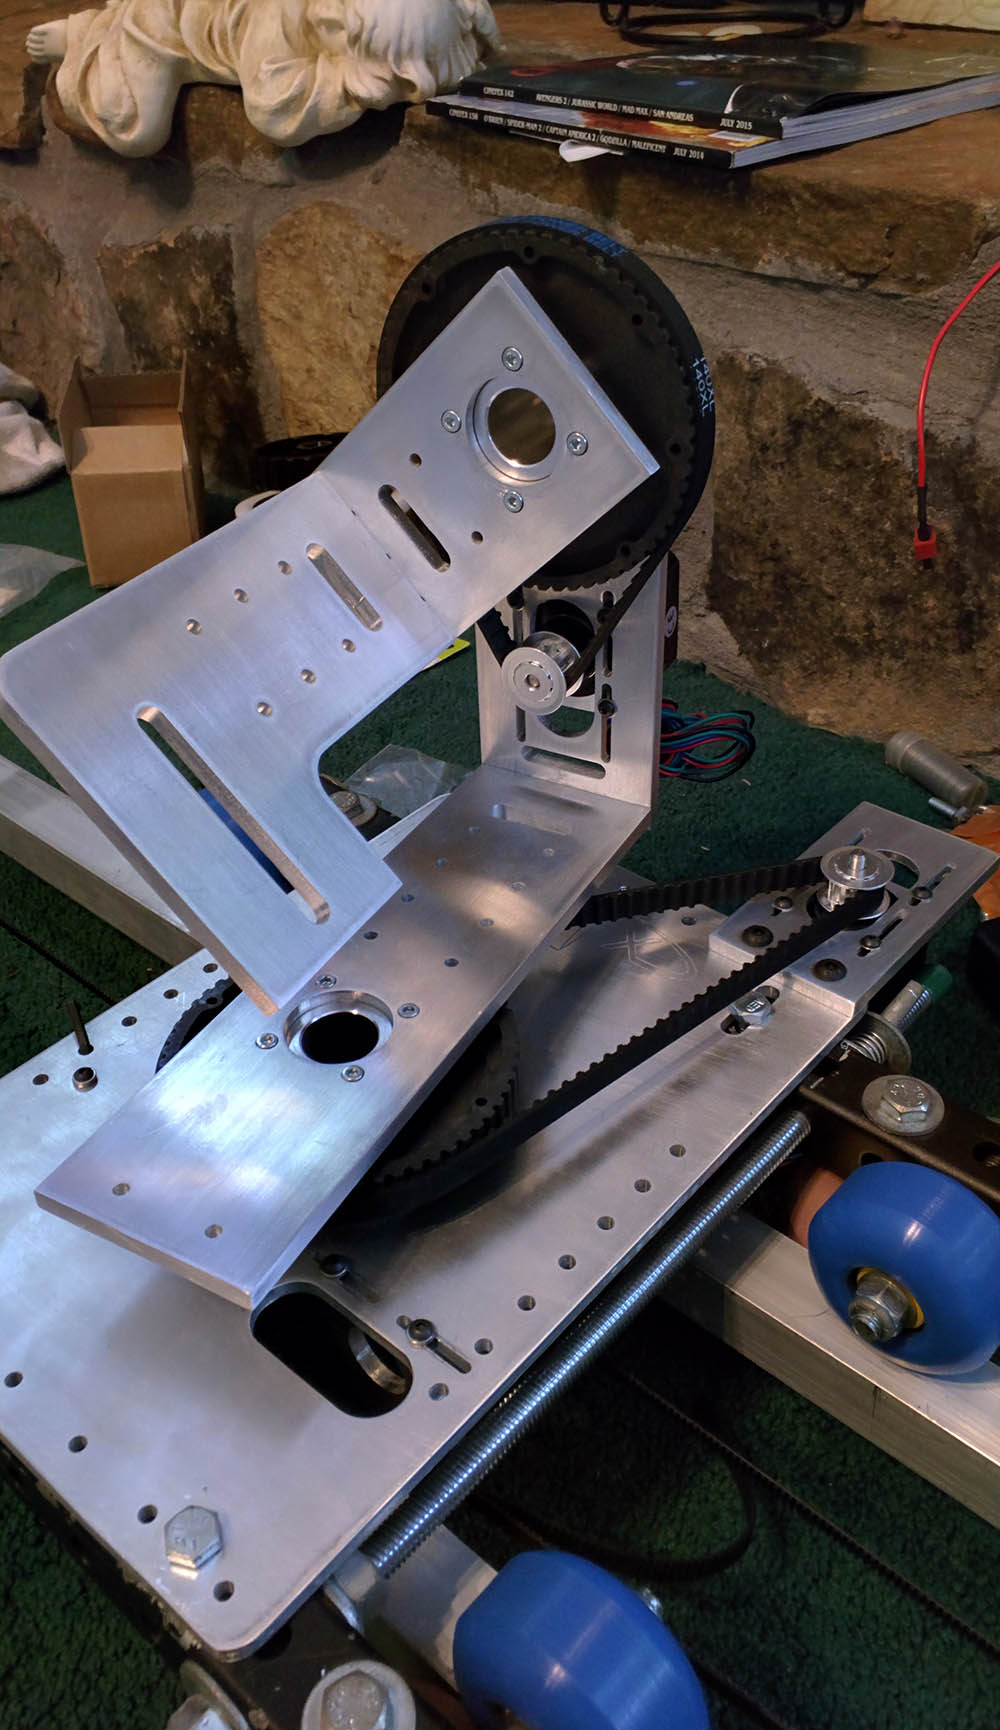 CINEFEX 142 AVENGERS 2 / JURASSIC WORLD / MAD MAX / SAN ANDREAS JULY 2015
CINEFEX 138 O'BRIEN / SPIDER-MAN 2 / CAPTAIN AMERICA 2 / GODZILLA / MALEFICENT JULY 2014
140XL
140XL